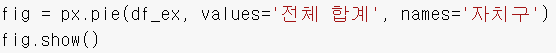 fig = px.pie(df_ex, values='전체 합계', names='자치구')
fig.show()